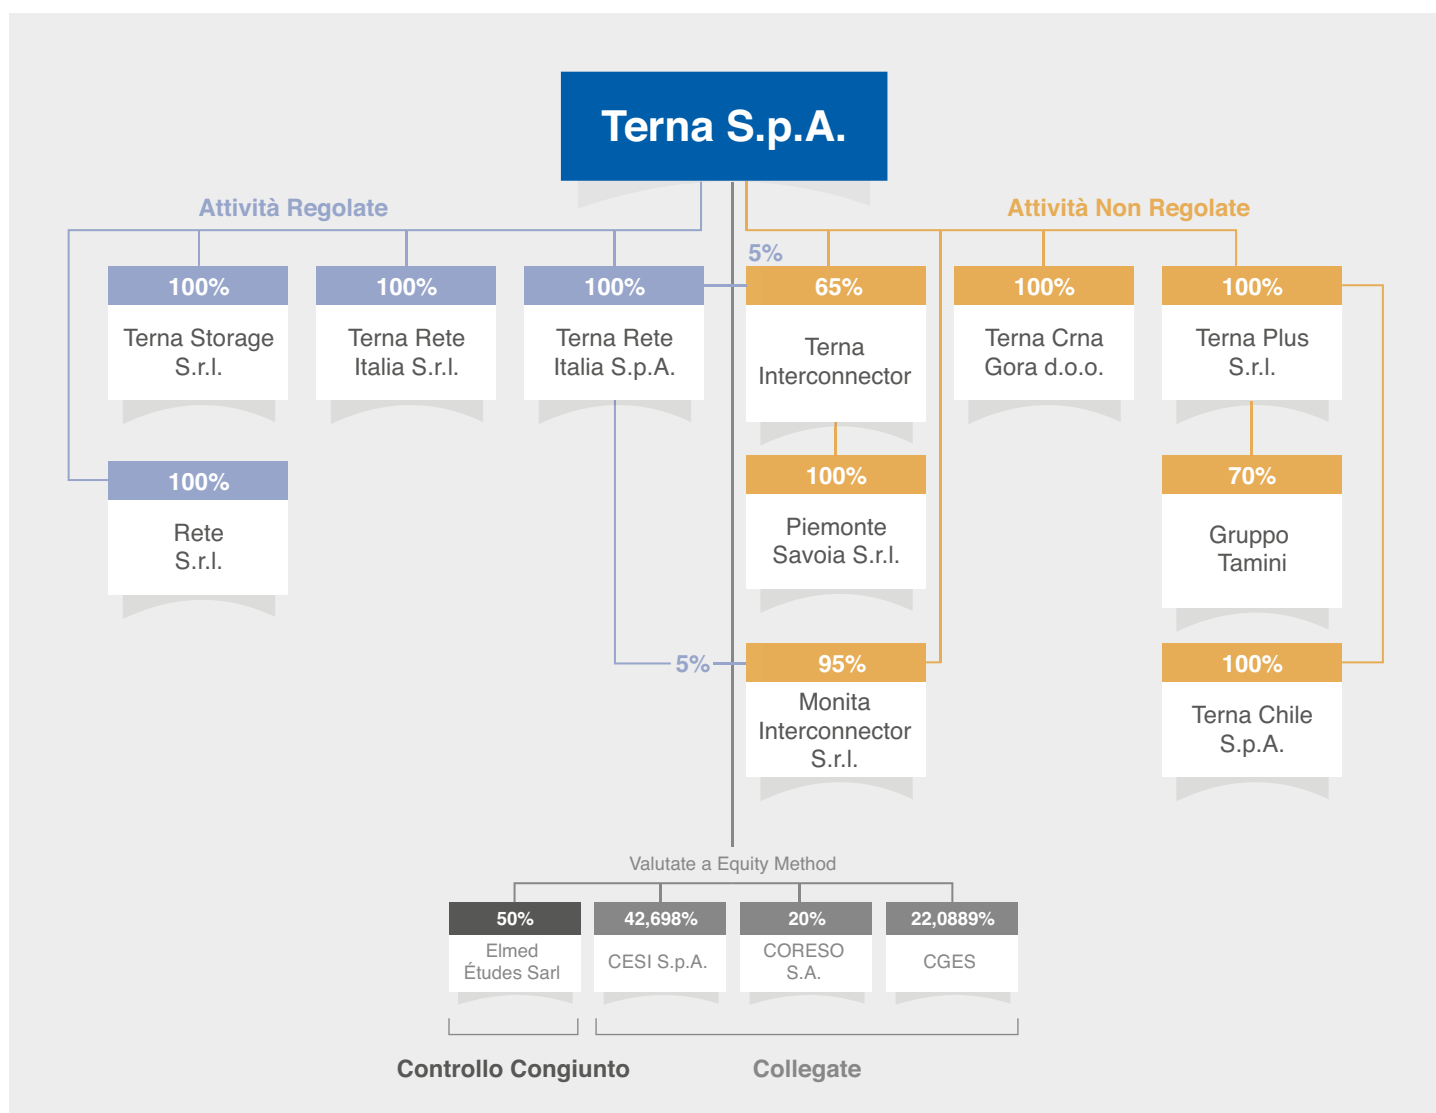 Terna S.p.A.
Attività Regolate
Attività Non Regolate
5%
100%
Terna Storage
S.r.l.
100%
Terna Rete
Italia S.r.l.
100%
Terna Rete
Italia S.p.A.
65%
Terna
Interconnector
100%
Terna Crna
Gora d.o.o.
100%
Terna Plus
S.r.l.
100%
Rete
S.r.l.
100%
Piemonte
Savoia S.r.l.
70%
Gruppo
Tamini
5%
95%
Monita
Interconnector
S.r.l.
100%
Terna Chile
S.p.A.
Valutate a Equity Method
50%
Elmed
Études Sarl
42,698%
CESI S.p.A.
20%
CORESO
S.A.
22,0889%
CGES
Controllo Congiunto
Collegate